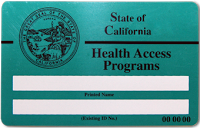 State of
California
Health Access
Programs
Printed Name
(Existing ID No.)
00 00 00